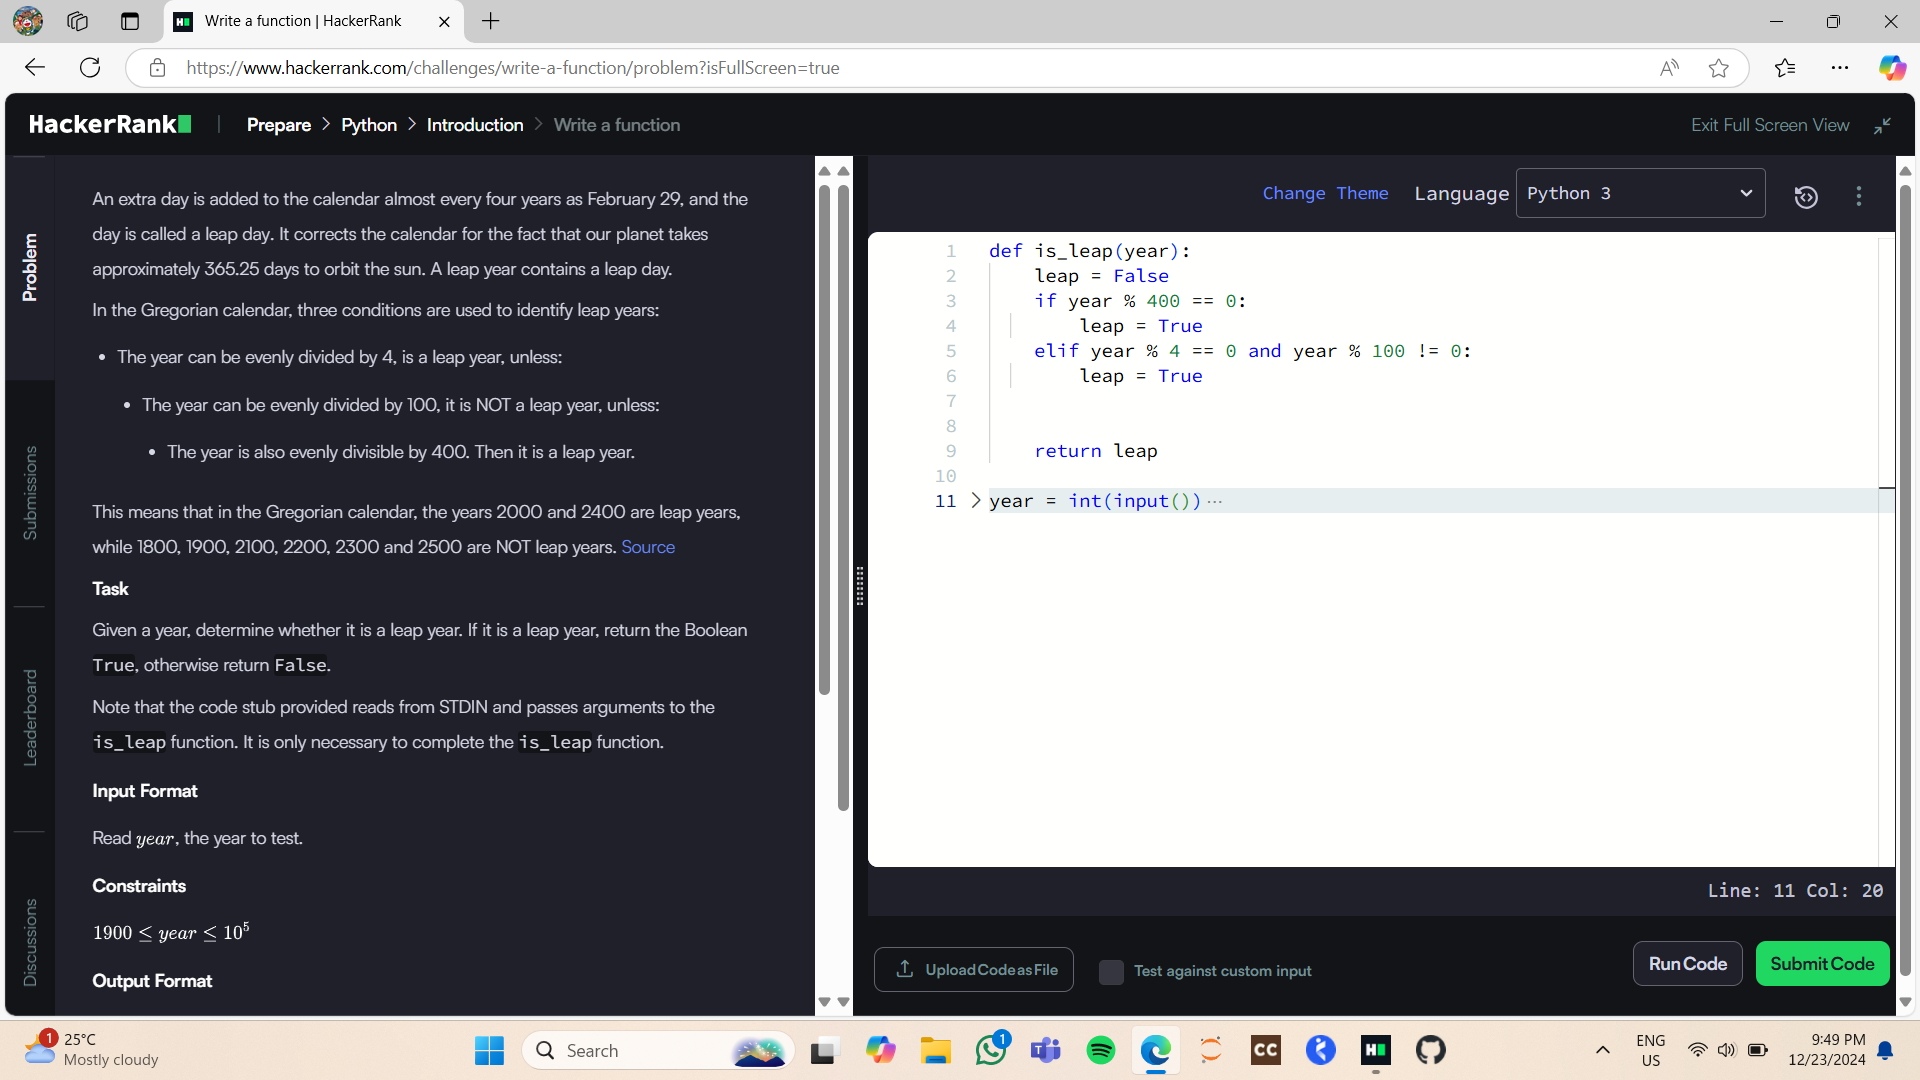 Write a function | HackerRank
https://www.hackerrank.com/challenges/write-a-function/problem?isFullScreen=true
HackerRank | Prepare > Python > Introduction > Write a function
Exit Full Screen View
Problem
Submissions
Leaderboard
Discussions
An extra day is added to the calendar almost every four years as February 29, and the
day is called a leap day. It corrects the calendar for the fact that our planet takes
approximately 365.25 days to orbit the sun. A leap year contains a leap day.
In the Gregorian calendar, three conditions are used to identify leap years:
• The year can be evenly divided by 4, is a leap year, unless:
• The year can be evenly divided by 100, it is NOT a leap year, unless:
• The year is also evenly divisible by 400. Then it is a leap year.
This means that in the Gregorian calendar, the years 2000 and 2400 are leap years,
while 1800, 1900, 2100, 2200, 2300 and 2500 are NOT leap years. Source
Task
Given a year, determine whether it is a leap year. If it is a leap year, return the Boolean
True, otherwise return False.
Note that the code stub provided reads from STDIN and passes arguments to the
is_leap function. It is only necessary to complete the is_leap function.
Input Format
Read year, the year to test.
Constraints
1900 ≤ year ≤ 10⁵
Output Format
Change Theme Language Python 3
1 def is_leap(year):
2 leap = False
3 if year % 400 == 0:
4 leap = True
5 elif year % 4 == 0 and year % 100 != 0:
6 leap = True
7
8
9 return leap
10
11 > year = int(input()) ···
Line: 11 Col: 20
Upload Code as File
Test against custom input
Run Code
Submit Code
1
25°C
Mostly cloudy
Search
1
CC
H
ENG
US
9:49 PM
12/23/2024